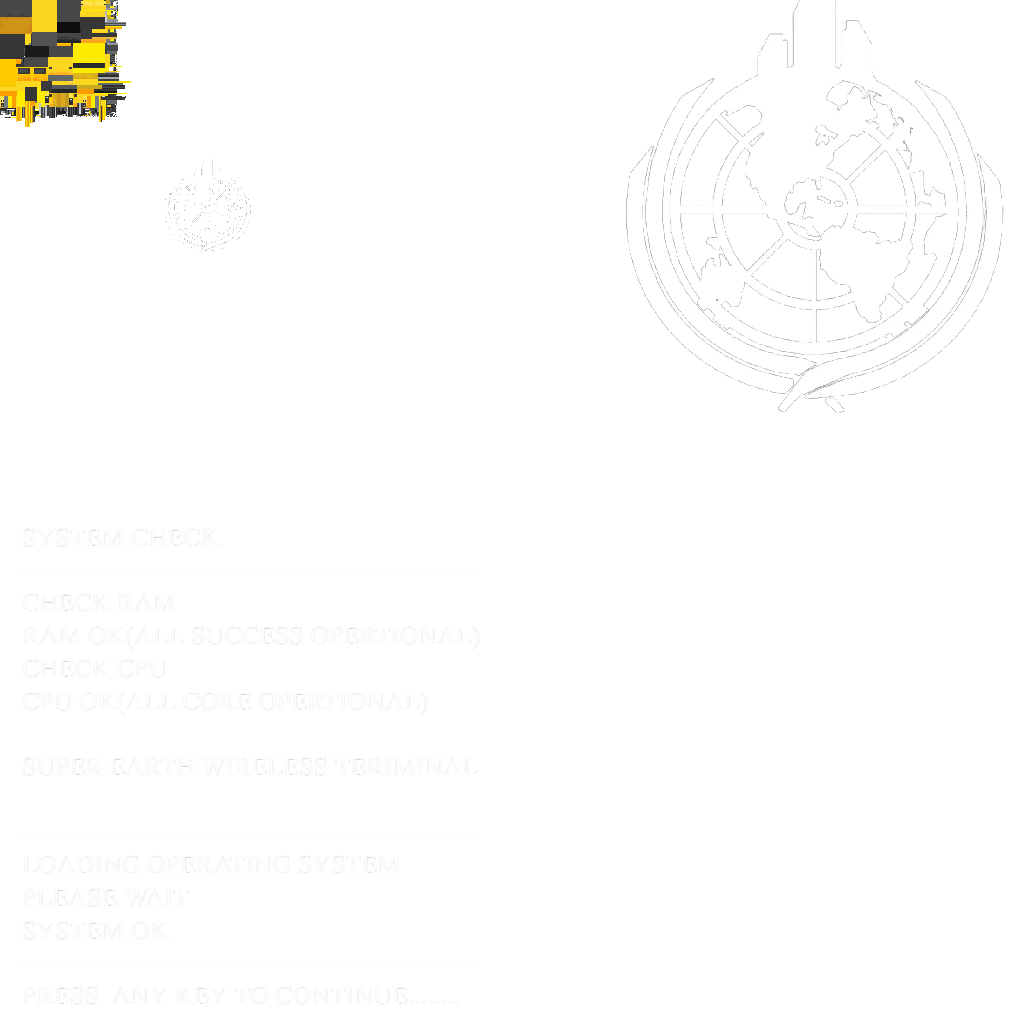 SYSTEM CHECK
CHECK RAM
RAM OK(ALL SUCCESS OPERTIONAL)
CHECK CPU
CPU OK(ALL CORE OPERTIONAL)
SUPER EARTH WIRELESS TERIMINAL
LOADING OPERATING SYSTEM
PLEASE WAIT
SYSTEM OK
PRESS  ANY KEY TO CONTINUE........